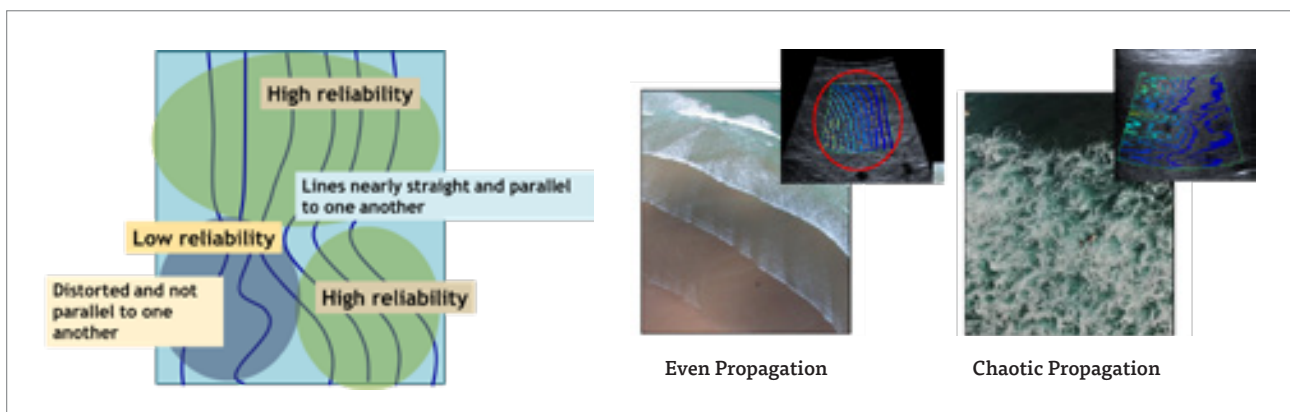 High reliability
Lines nearly straight and parallel
to one another
Low reliability
Distorted and not
parallel to one
another
High reliability
Even Propagation
Chaotic Propagation